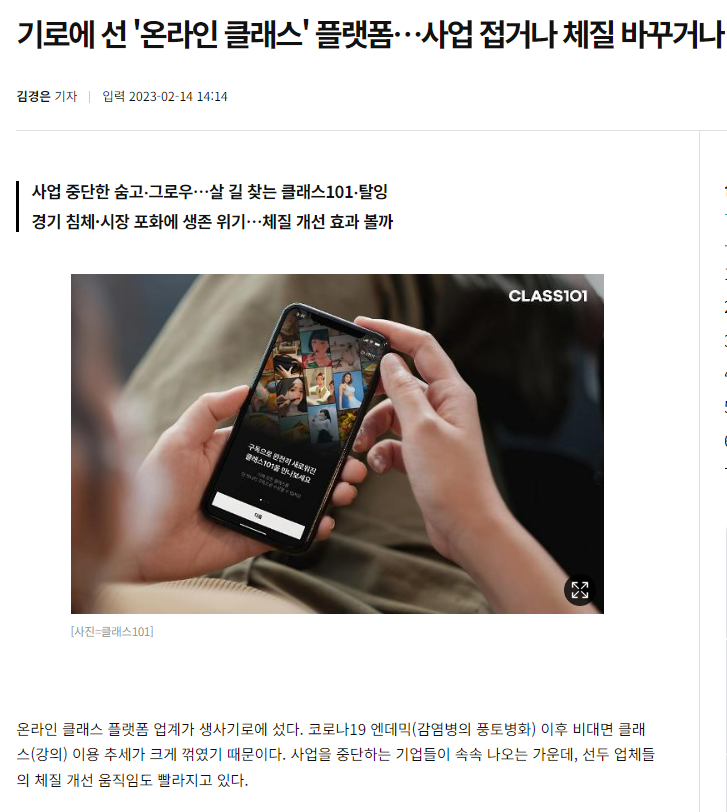 기로에 선 '온라인 클래스' 플랫폼…사업 접거나 체질 바꾸거나
김경은 기자 | 입력 2023-02-14 14:14
사업 중단한 숨고·그로우…살 길 찾는 클래스101·탈잉
경기 침체·시장 포화에 생존 위기…체질 개선 효과 볼까
CLASS101
구독으로 완전히 새로워진
클래스101을 만나보세요
다음
[사진=클래스101]
온라인 클래스 플랫폼 업계가 생사기로에 섰다. 코로나19 엔데믹(감염병의 풍토병화) 이후 비대면 클래
스(강의) 이용 추세가 크게 꺾였기 때문이다. 사업을 중단하는 기업들이 속속 나오는 가운데, 선두 업체들
의 체질 개선 움직임도 빨라지고 있다.